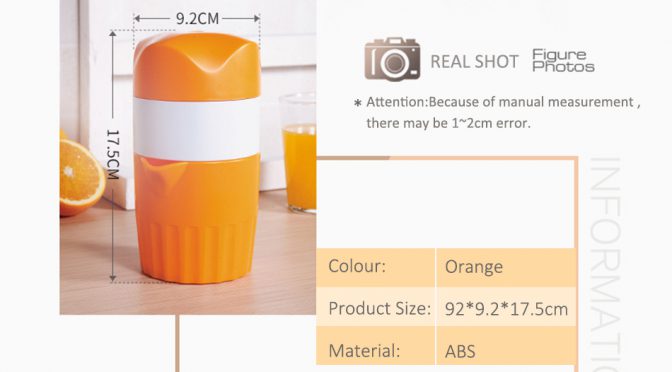 9.2CM
17.5CM
REAL SHOT Figure Photos
* Attention:Because of manual measurement ,
there may be 1~2cm error.
Colour: Orange
Product Size: 92*9.2*17.5cm
Material: ABS